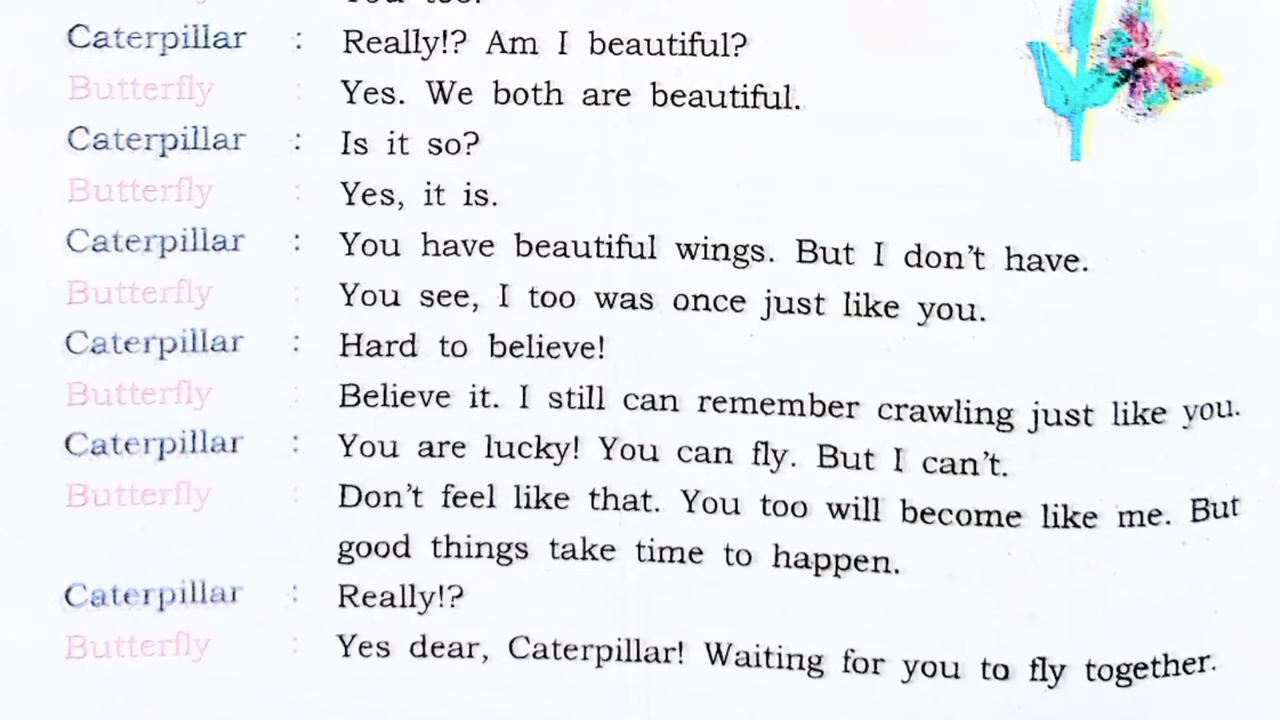 You too.
Caterpillar : Really!? Am I beautiful?
Butterfly : Yes. We both are beautiful.
Caterpillar : Is it so?
Butterfly : Yes, it is.
Caterpillar : You have beautiful wings. But I don't have.
Butterfly : You see, I too was once just like you.
Caterpillar : Hard to believe!
Butterfly : Believe it. I still can remember crawling just like you.
Caterpillar : You are lucky! You can fly. But I can't.
Butterfly : Don't feel like that. You too will become like me. But
good things take time to happen.
Caterpillar : Really!?
Butterfly : Yes dear, Caterpillar! Waiting for you to fly together.